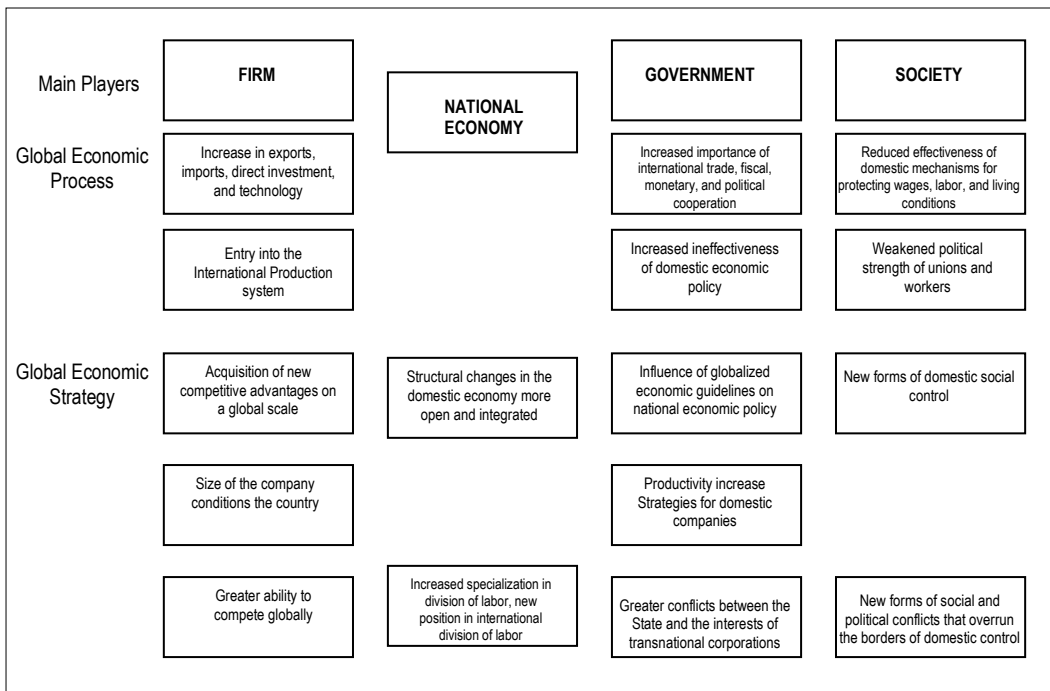 Main Players
FIRM
NATIONAL
ECONOMY
GOVERNMENT
SOCIETY
Global Economic
Process
Increase in exports,
imports, direct investment,
and technology
Increased importance of
international trade, fiscal,
monetary, and political
cooperation
Reduced effectiveness of
domestic mechanisms for
protecting wages, labor, and living
conditions
Entry into the
International Production
system
Increased ineffectiveness
of domestic economic
policy
Weakened political
strength of unions and
workers
Global Economic
Strategy
Acquisition of new
competitive advantages on
a global scale
Structural changes in the
domestic economy more
open and integrated
Influence of globalized
economic guidelines on
national economic policy
New forms of domestic social
control
Size of the company
conditions the country
Productivity increase
Strategies for domestic
companies
Greater ability to
compete globally
Increased specialization in
division of labor, new
position in international
division of labor
Greater conflicts between the
State and the interests of
transnational corporations
New forms of social and
political conflicts that overrun
the borders of domestic control